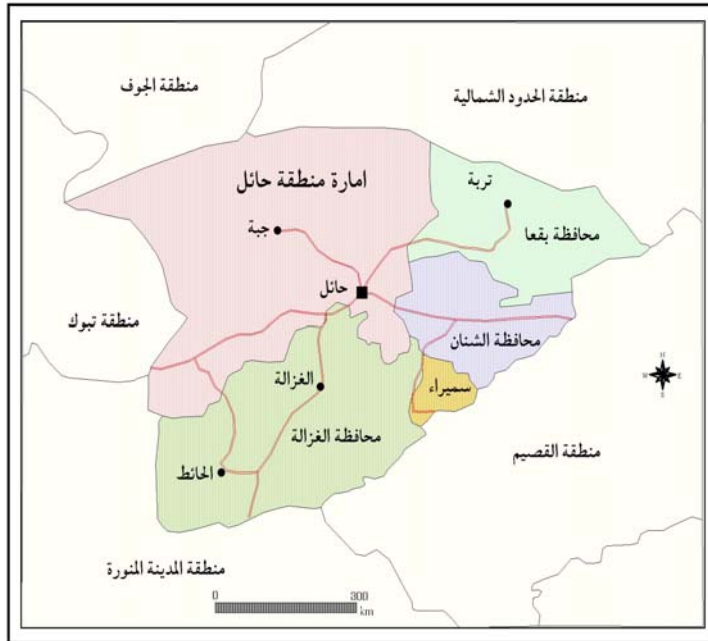 منطقة الجوف
منطقة الحدود الشمالية
امارة منطقة حائل
تربة
جبة
محافظة بقعا
حائل
منطقة تبوك
محافظة الشنان
الغزالة
سميراء
محافظة الغزالة
منطقة القصيم
الحائط
منطقة المدينة المنورة
0 300
km
N
W E
S